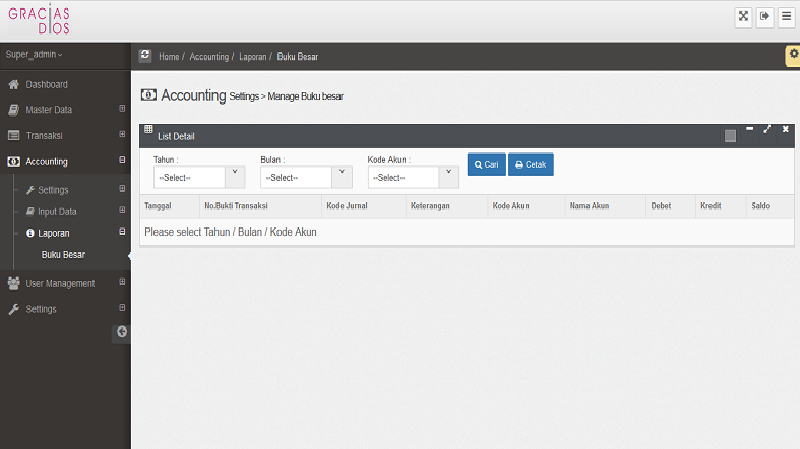 GRACIAS
DIOS
Super_admin
Home / Accounting / Laporan / Buku Besar
Dashboard
Master Data
Transaksi
Accounting
Settings
Input Data
Laporan
Buku Besar
User Management
Settings
Accounting Settings > Manage Buku besar
List Detail
Tahun : Bulan : Kode Akun :
--Select-- --Select-- --Select-- Cari Cetak
Tanggal No.Bukti Transaksi Kode Jurnal Keterangan Kode Akun Nama Akun Debet Kredit Saldo
Please select Tahun / Bulan / Kode Akun